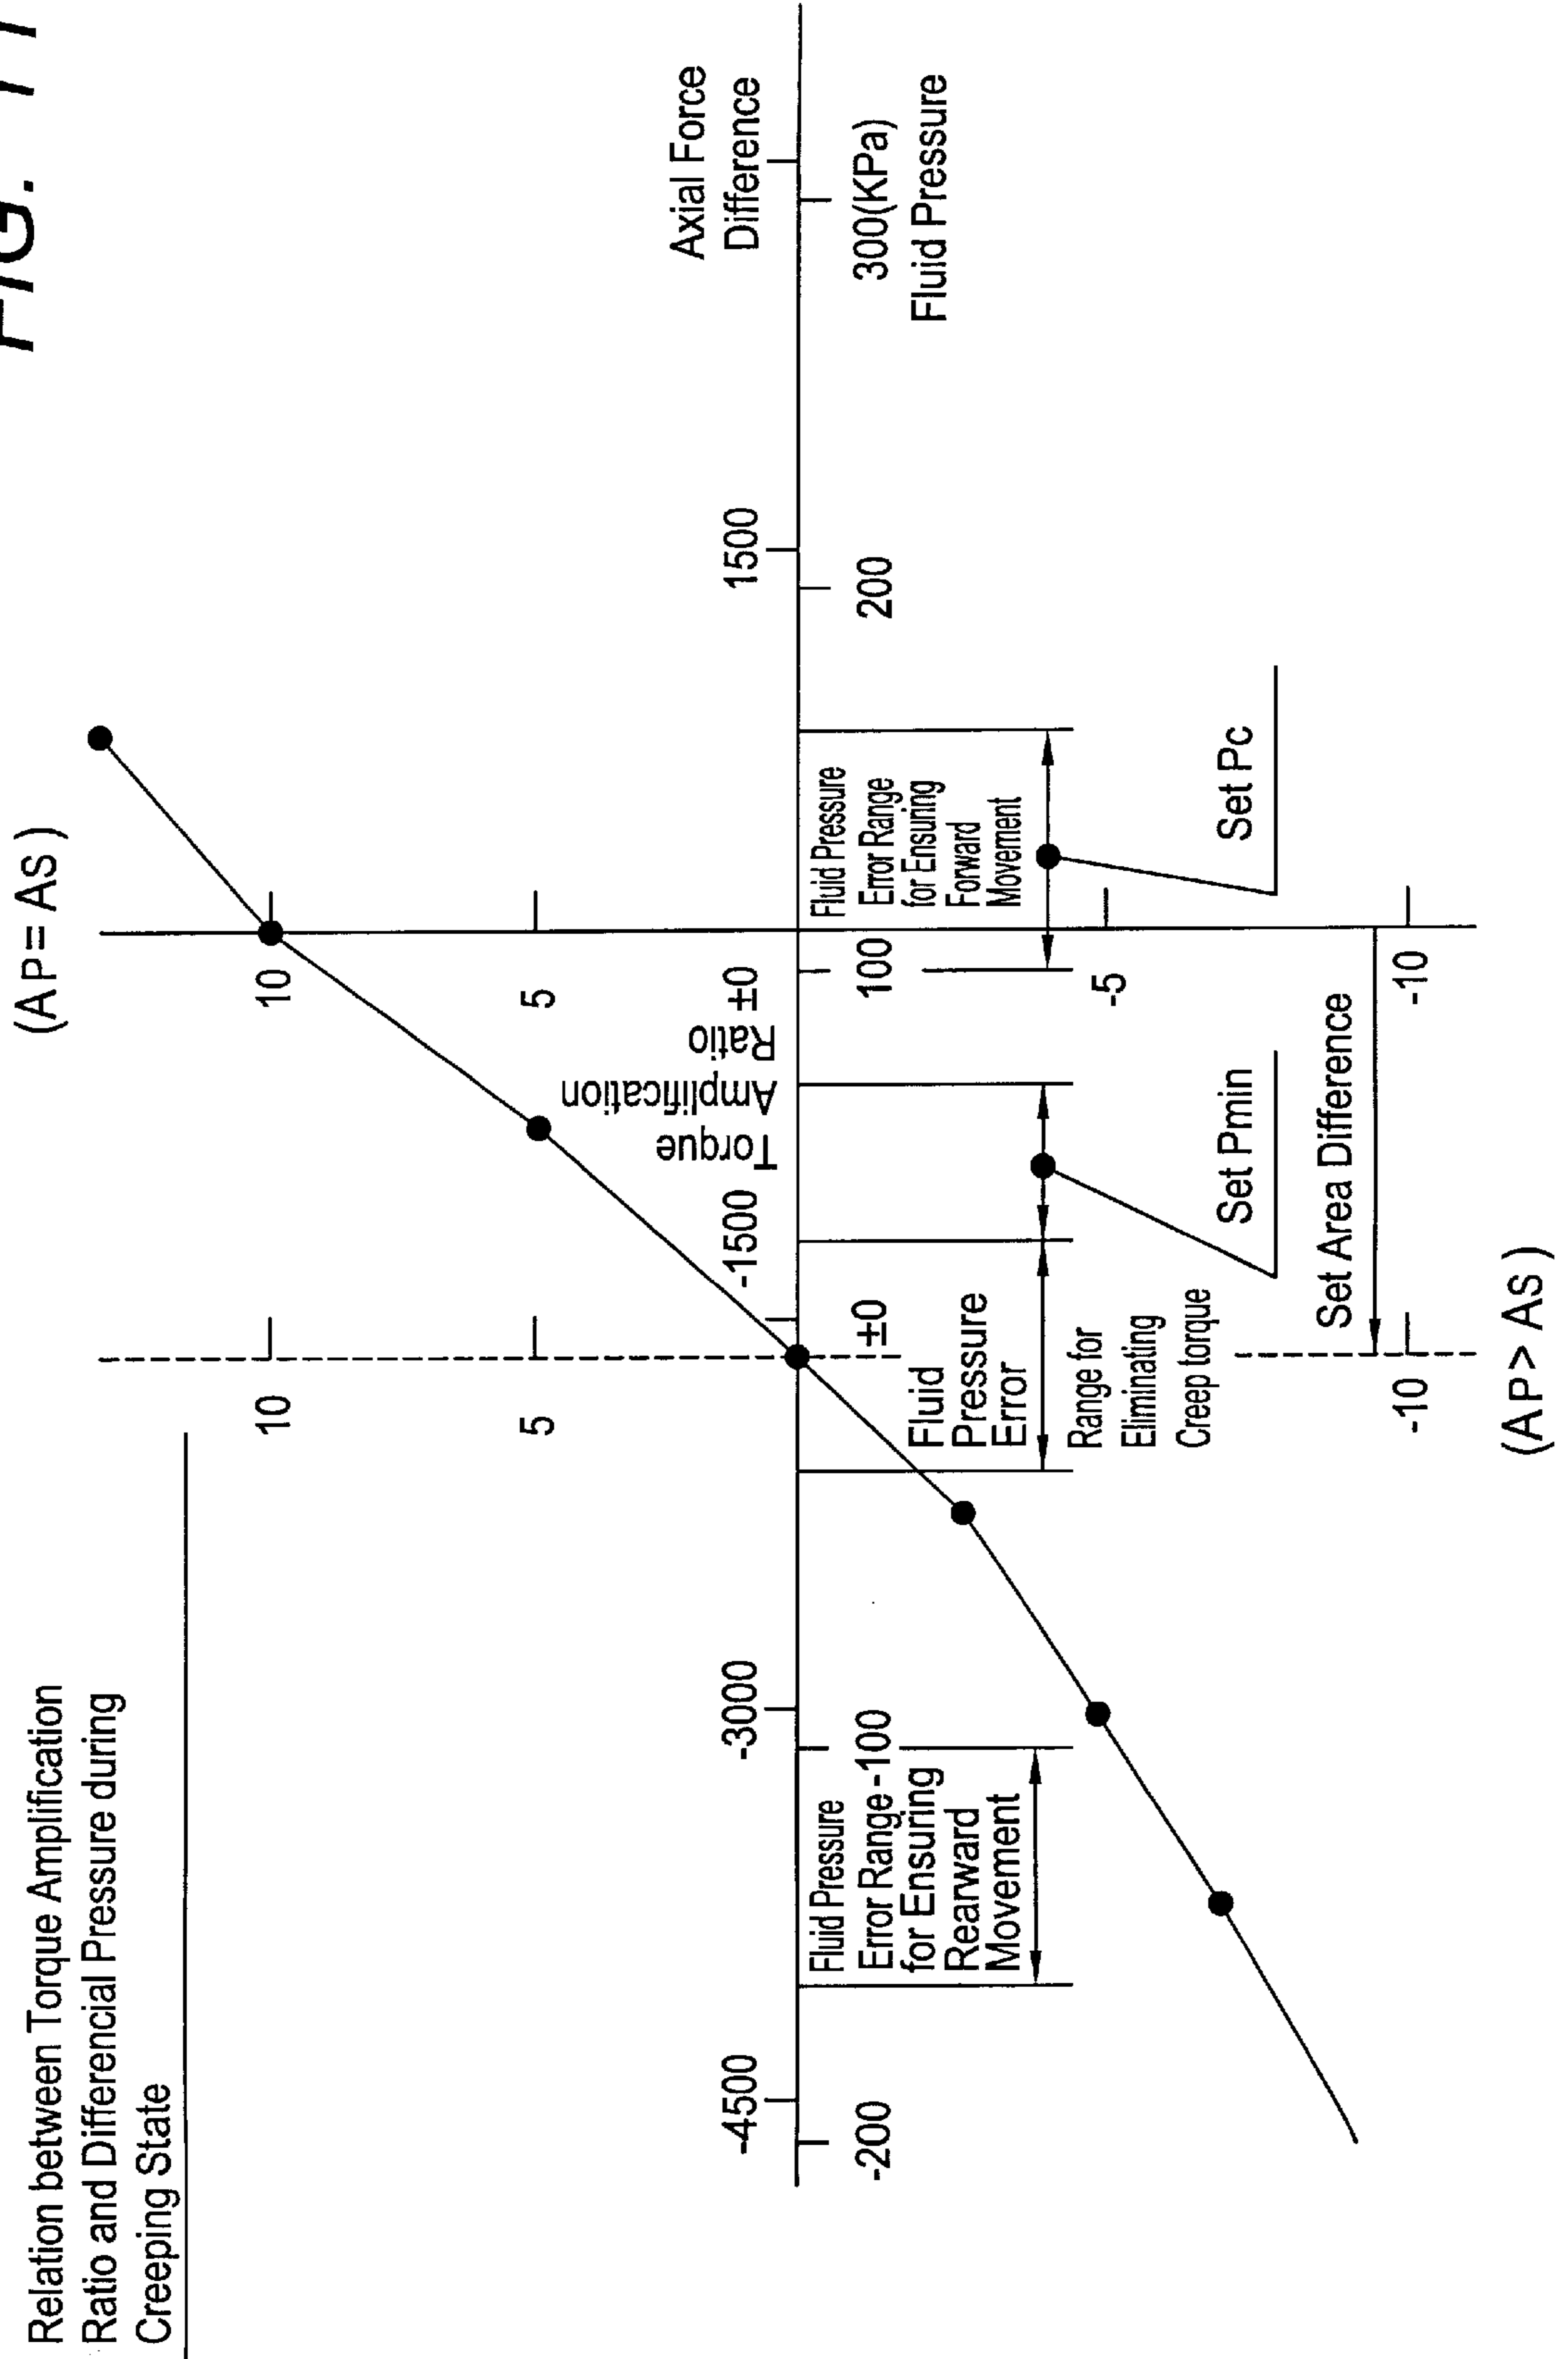 FIG. 11
Relation between Torque Amplification
Ratio and Differencial Pressure during
Creeping State
(AP= AS )
10
5
10
5
Torque
Amplification
Ratio
Axial Force
Difference
-4500
-3000
-1500
±0
1500
-200
-100
±0
100
200
300(KPa)
Fluid Pressure
Fluid Pressure
Error Range
for Ensuring
Rearward
Movement
Fluid
Pressure
Error
Range for
Eliminating
Creep torque
Fluid Pressure
Error Range
for Ensuring
Forward
Movement
-5
Set Pmin
Set Pc
Set Area Difference
-10
-10
(AP > AS )